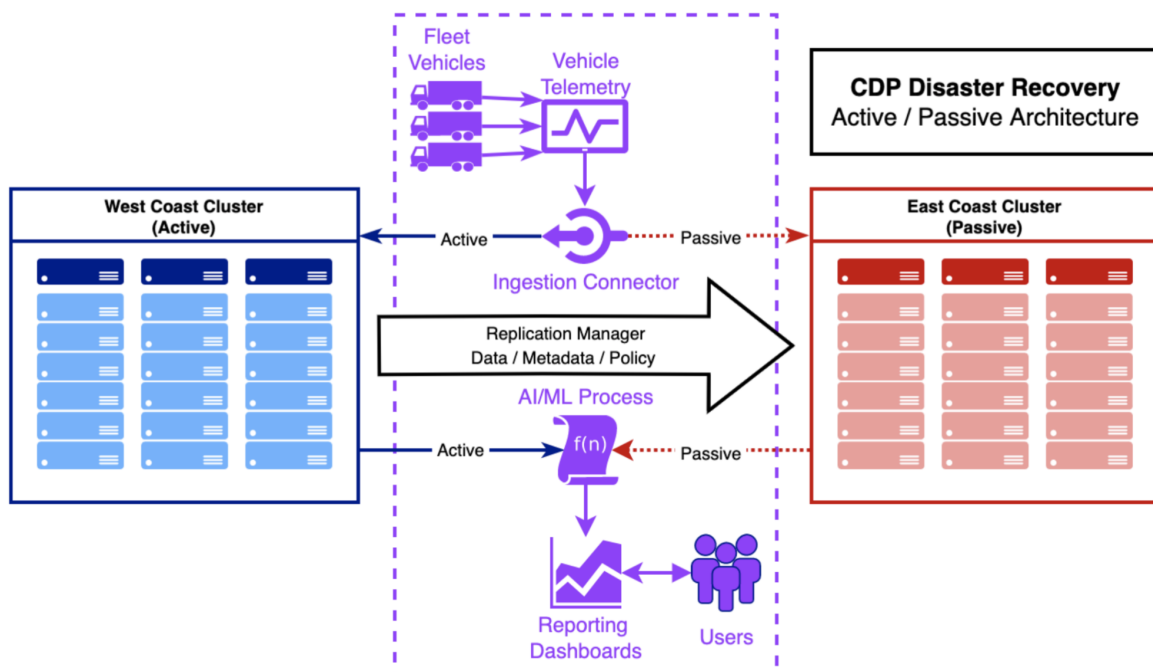 Fleet
Vehicles
Vehicle
Telemetry
CDP Disaster Recovery
Active / Passive Architecture
West Coast Cluster
(Active)
East Coast Cluster
(Passive)
Active
Passive
Ingestion Connector
Replication Manager
Data / Metadata / Policy
AI/ML Process
f(n)
Active
Passive
Reporting
Dashboards
Users